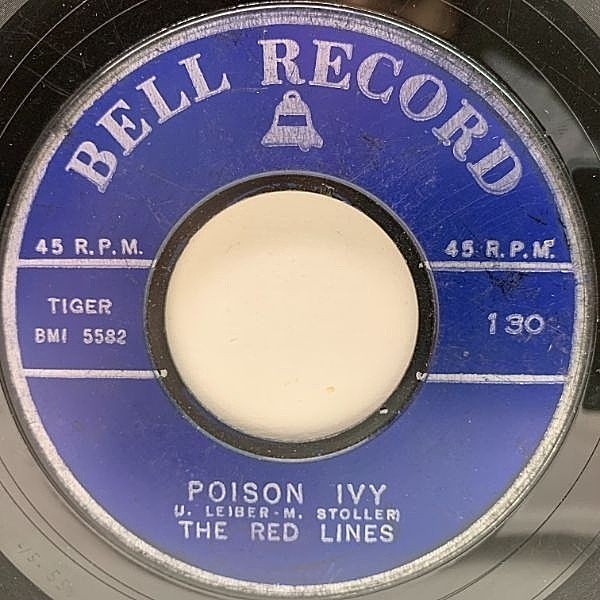 BELL RECORD
45 R.P.M.
45 R.P.M.
TIGER
BMI 5582
130
POISON IVY
(J. LEIBER-M. STOLLER)
THE RED LINES